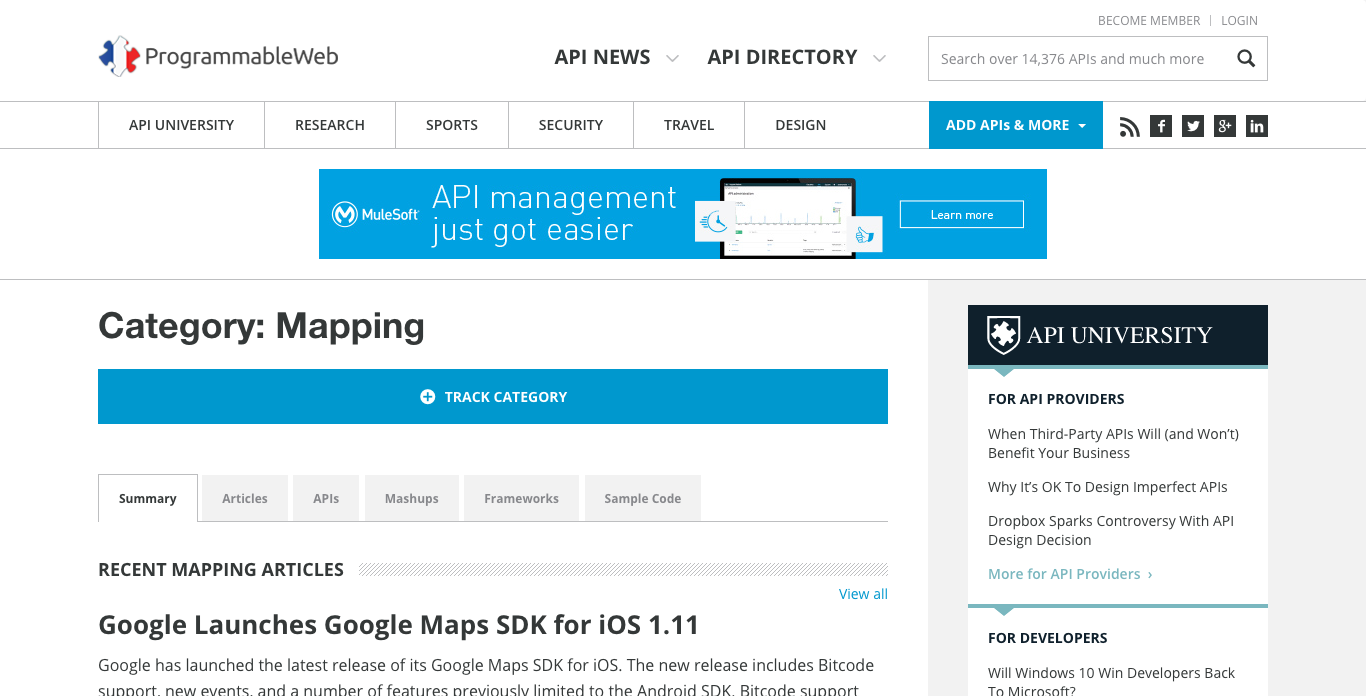 BECOME MEMBER
LOGIN
ProgrammableWeb
API NEWS
API DIRECTORY
Search over 14,376 APIs and much more
API UNIVERSITY
RESEARCH
SPORTS
SECURITY
TRAVEL
DESIGN
ADD APIs & MORE
MuleSoft
API management
just got easier
Learn more
Category: Mapping
TRACK CATEGORY
Summary
Articles
APIs
Mashups
Frameworks
Sample Code
RECENT MAPPING ARTICLES
View all
Google Launches Google Maps SDK for iOS 1.11
Google has launched the latest release of its Google Maps SDK for iOS. The new release includes Bitcode
support, new events, and a number of features previously limited to the Android SDK. Bitcode support
API UNIVERSITY
FOR API PROVIDERS
When Third-Party APIs Will (and Won’t)
Benefit Your Business
Why It’s OK To Design Imperfect APIs
Dropbox Sparks Controversy With API
Design Decision
More for API Providers ›
FOR DEVELOPERS
Will Windows 10 Win Developers Back
To Microsoft?